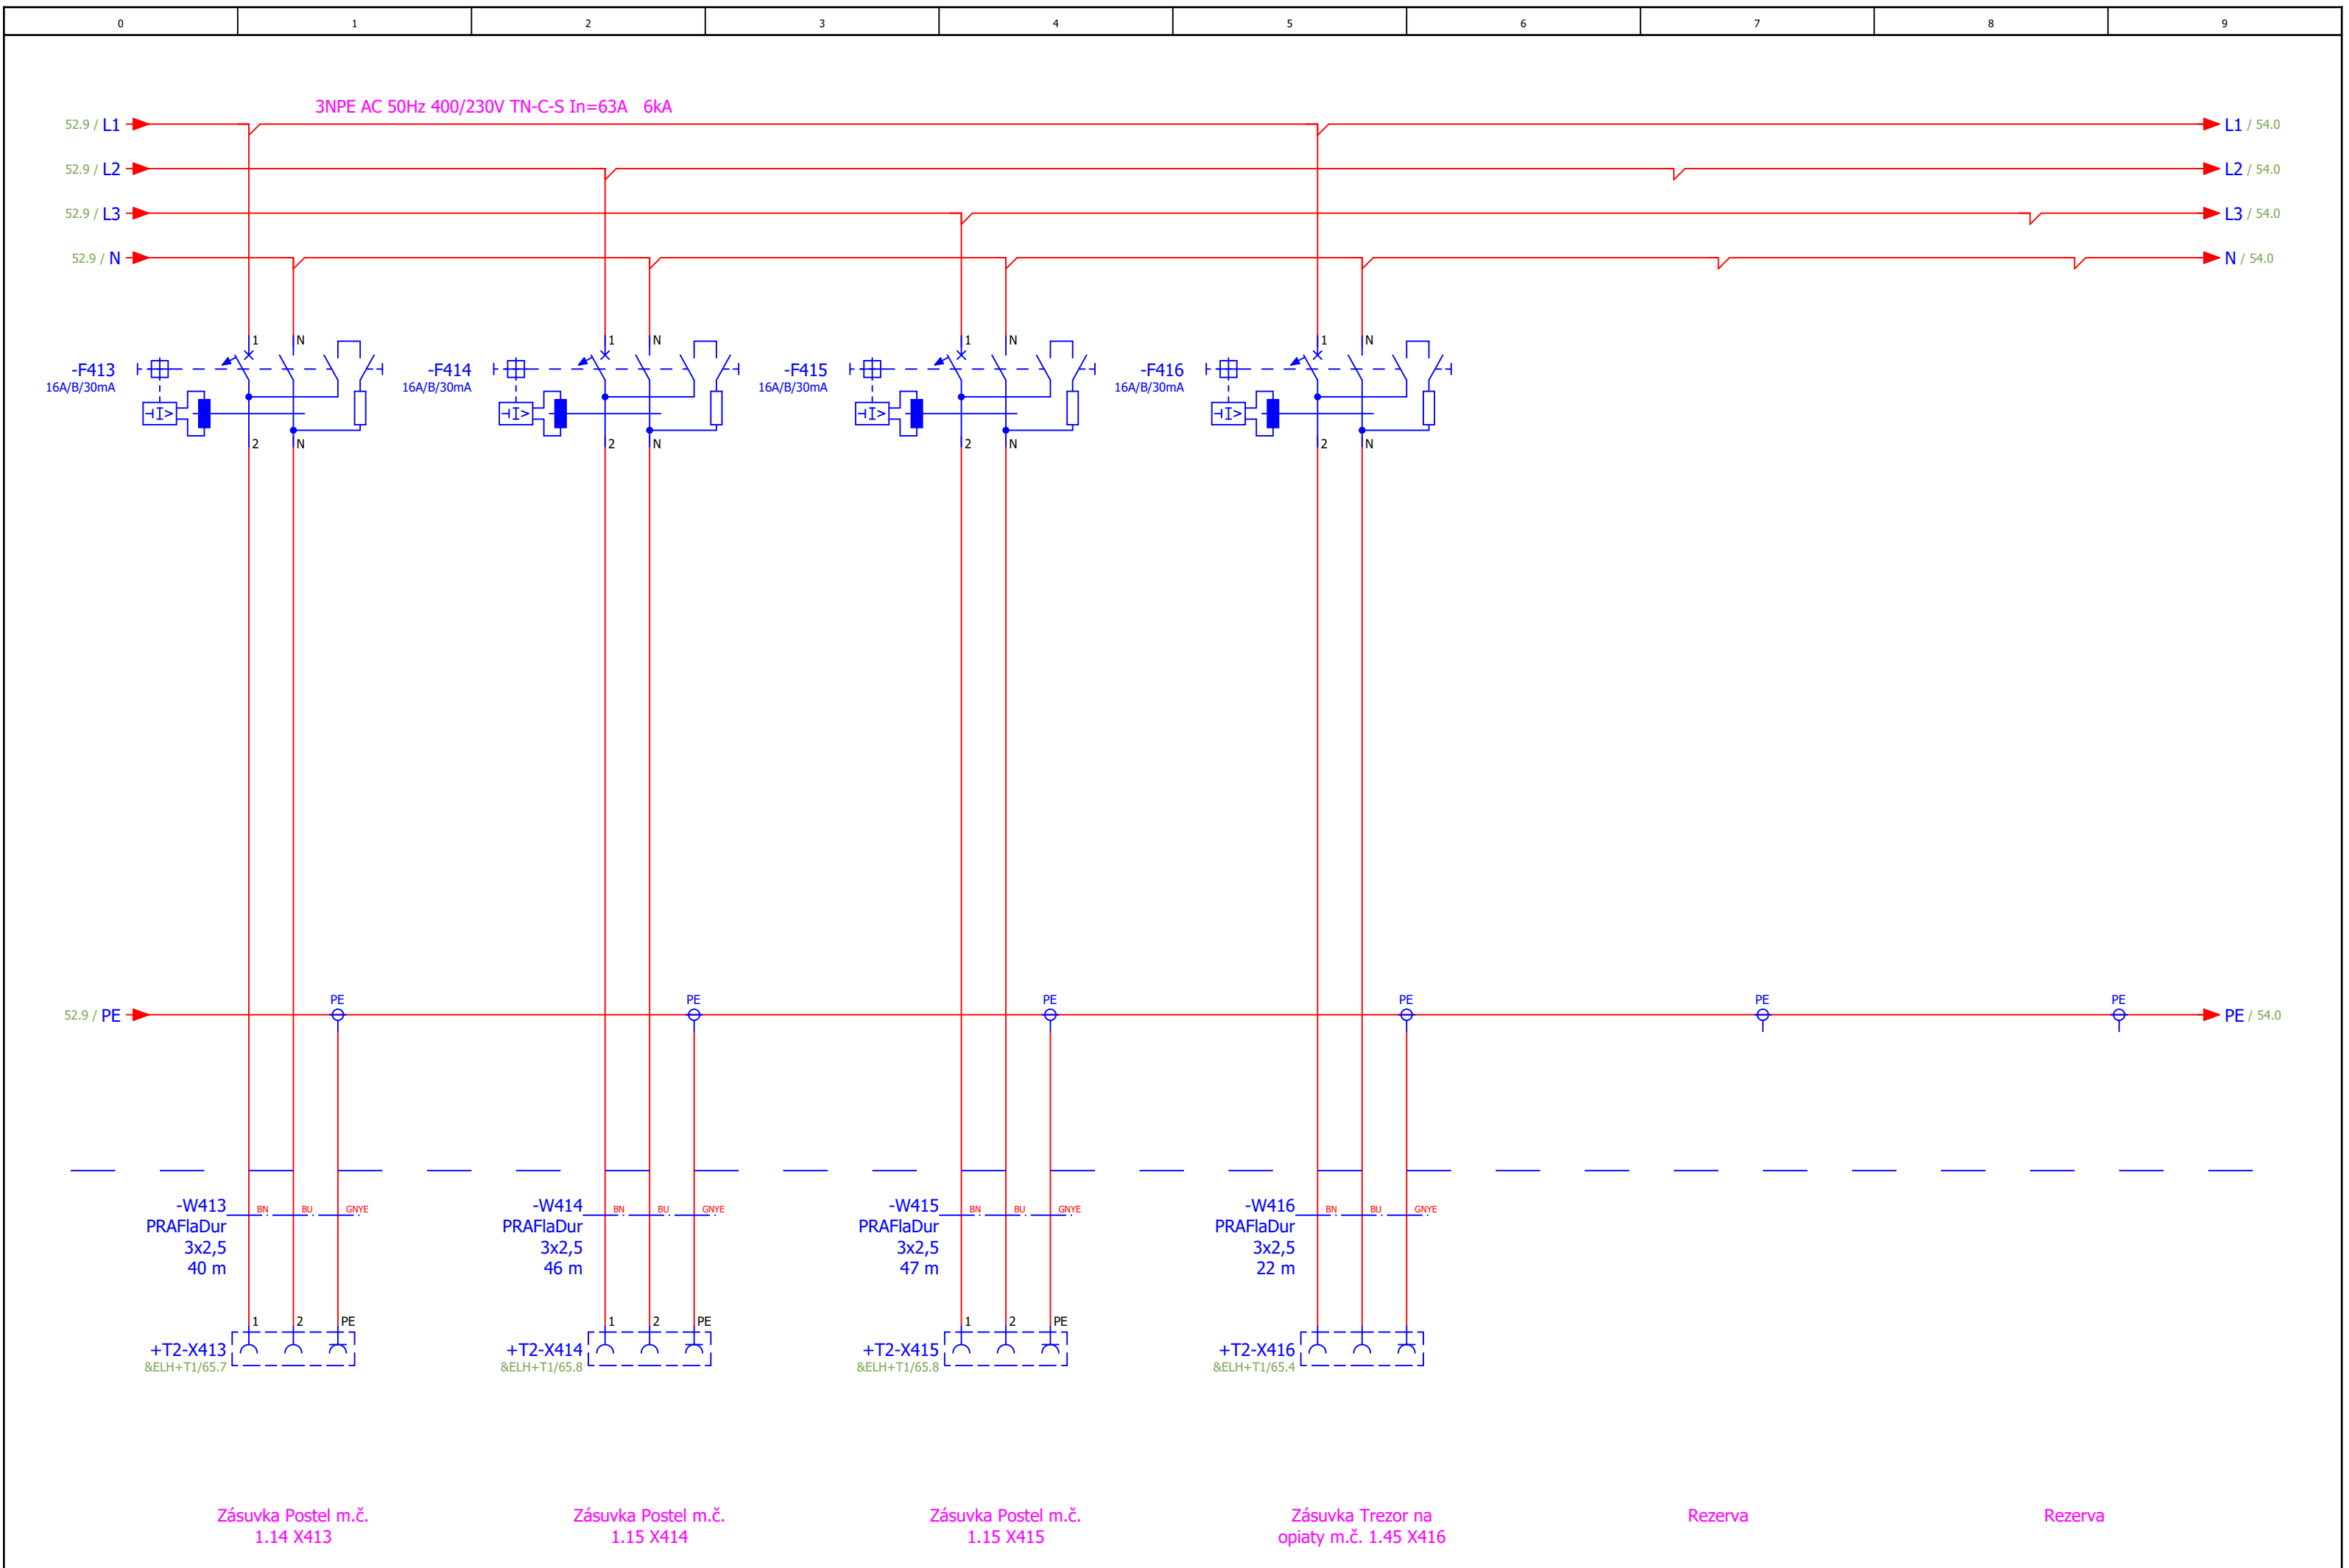 0 1 2 3 4 5 6 7 8 9
3NPE AC 50Hz 400/230V TN-C-S In=63A 6kA
52.9 / L1 L1 / 54.0
52.9 / L2 L2 / 54.0
52.9 / L3 L3 / 54.0
52.9 / N N / 54.0
1 N 1 N 1 N 1 N
-F413 -F414 -F415 -F416
16A/B/30mA 16A/B/30mA 16A/B/30mA 16A/B/30mA
I> I> I> I>
2 N 2 N 2 N 2 N
PE PE PE PE PE PE
52.9 / PE PE / 54.0
-W413 BN BU GNYE -W414 BN BU GNYE -W415 BN BU GNYE -W416 BN BU GNYE
PRAFlaDur PRAFlaDur PRAFlaDur PRAFlaDur
3x2,5 3x2,5 3x2,5 3x2,5
40 m 46 m 47 m 22 m
1 2 PE 1 2 PE 1 2 PE
+T2-X413 +T2-X414 +T2-X415 +T2-X416
&ELH+T1/65.7 &ELH+T1/65.8 &ELH+T1/65.8 &ELH+T1/65.4
Zásuvka Postel m.č. Zásuvka Postel m.č. Zásuvka Postel m.č. Zásuvka Trezor na Rezerva Rezerva
1.14 X413 1.15 X414 1.15 X415 opiaty m.č. 1.45 X416